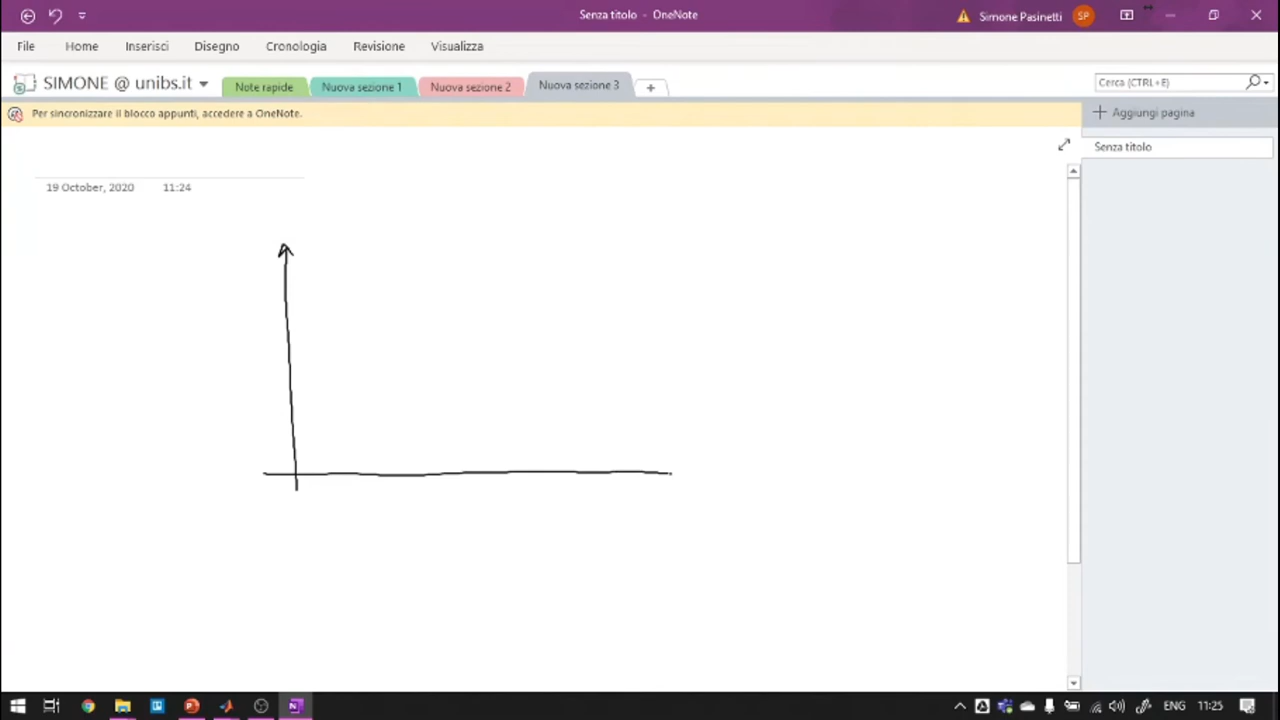 Senza titolo - OneNote
Simone Pasinetti
SP
File
Home
Inserisci
Disegno
Cronologia
Revisione
Visualizza
SIMONE @ unibs.it
Note rapide
Nuova sezione 1
Nuova sezione 2
Nuova sezione 3
Cerca (CTRL+E)
Per sincronizzare il blocco appunti, accedere a OneNote.
Aggiungi pagina
Senza titolo
19 October, 2020 11:24
ENG 11:25